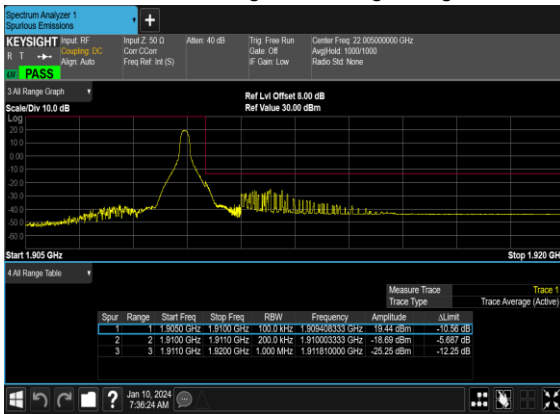 Spectrum Analyzer 1
Spurious Emissions
+
KEYSIGHT Input: RF Input Z: 50 Ω Atten: 40 dB Trig: Free Run Center Freq: 22.005000000 GHz
R T Coupling: DC Corr CCorr Gate: Off Avg|Hold: 1000/1000
Align: Auto Freq Ref: Int (S) IF Gain: Low Radio Std: None
PASS
3 All Range Graph
Ref Lvl Offset 8.00 dB
Scale/Div 10.0 dB Ref Value 30.00 dBm
Log
20.0
10.0
0.00
-10.0
-20.0
-30.0
-40.0
-50.0
-60.0
Start 1.905 GHz Stop 1.920 GH
4 All Range Table
Measure Trace Trace 1
Trace Type Trace Average (Active)
Spur Range Start Freq Stop Freq RBW Frequency Amplitude ΔLimit
1 1 1.9050 GHz 1.9100 GHz 100.0 kHz 1.909408333 GHz 19.44 dBm -10.56 dB
2 2 1.9100 GHz 1.9110 GHz 200.0 kHz 1.910003333 GHz -18.69 dBm -5.687 dB
3 3 1.9110 GHz 1.9200 GHz 1.000 MHz 1.911810000 GHz -25.25 dBm -12.25 dB
?
Jan 10, 2024
7:36:24 AM